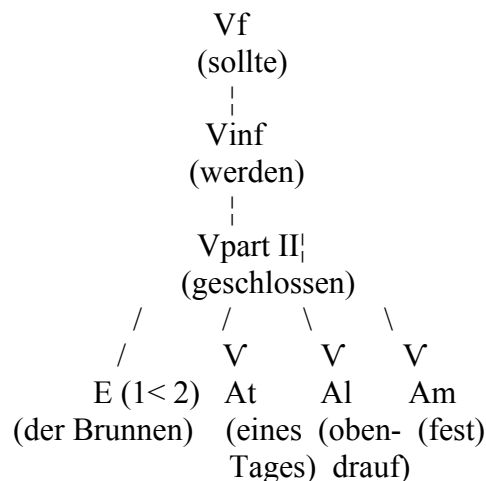 Vf
(sollte)
¦
Vinf
(werden)
¦
Vpart II¦
(geschlossen)
/ / \ \
/ V V V
E (1< 2) At Al Am
(der Brunnen) (eines (oben- (fest)
Tages) drauf)